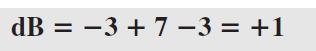 dB = −3 + 7 −3 = +1